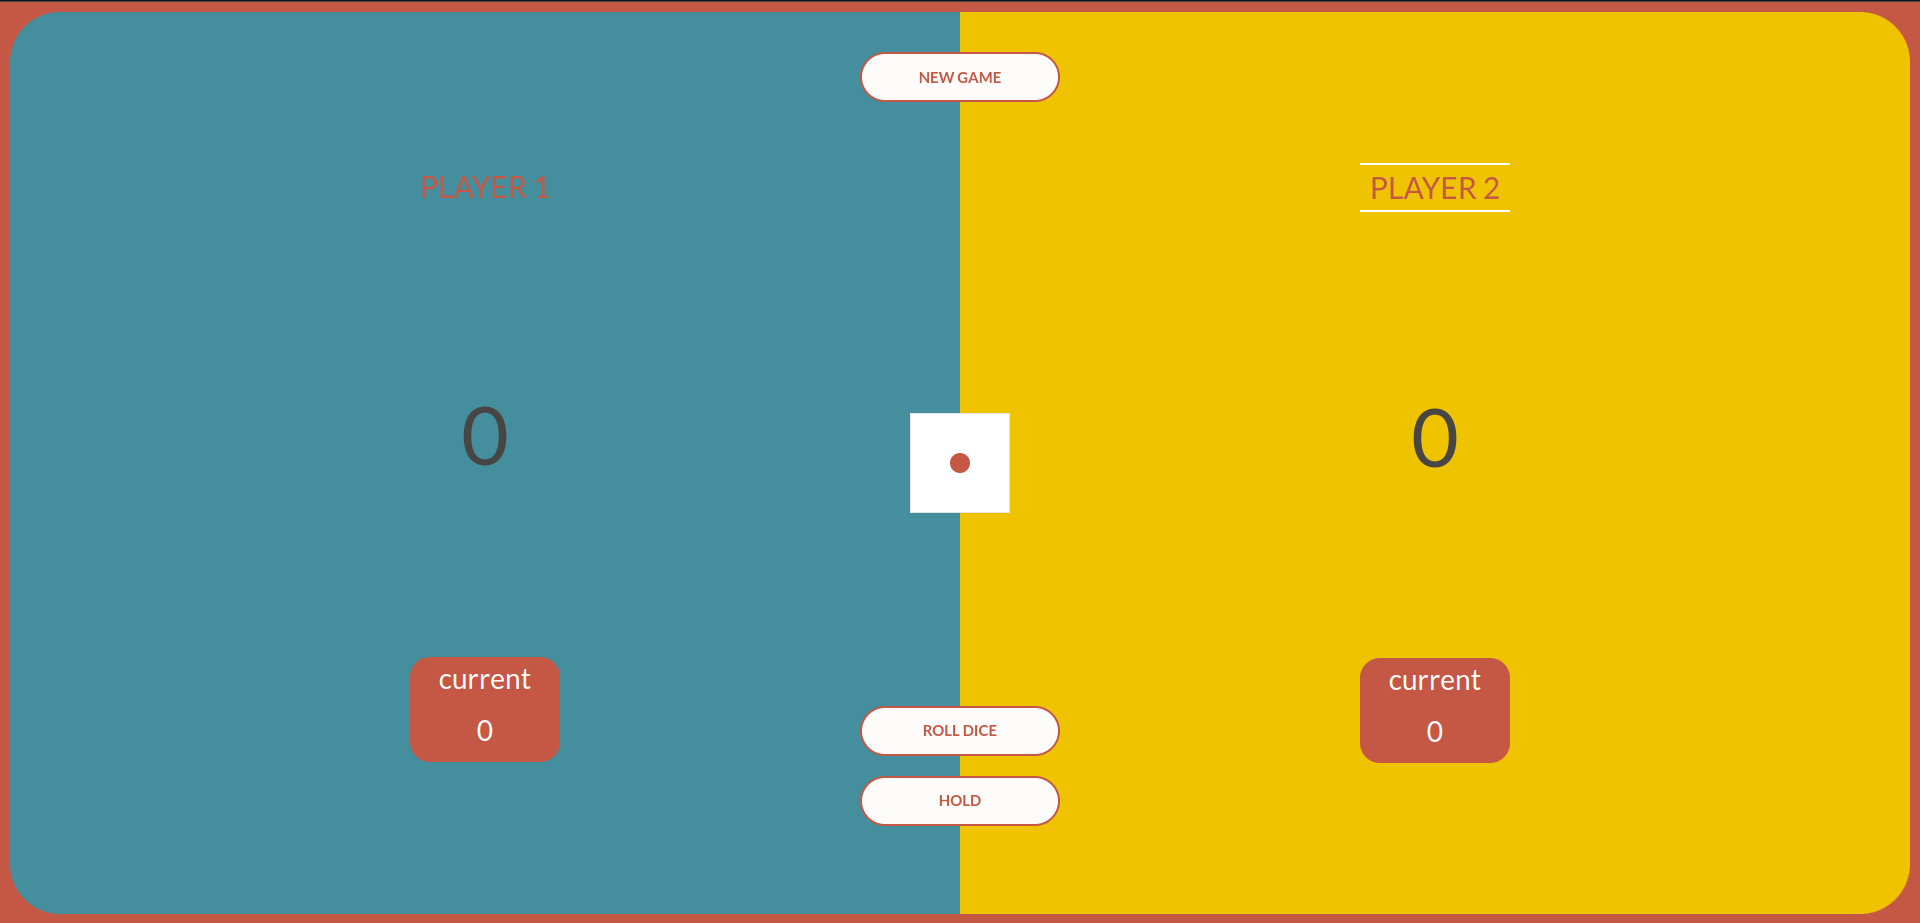 NEW GAME
PLAYER 1
PLAYER 2
0
0
current
0
current
0
ROLL DICE
HOLD